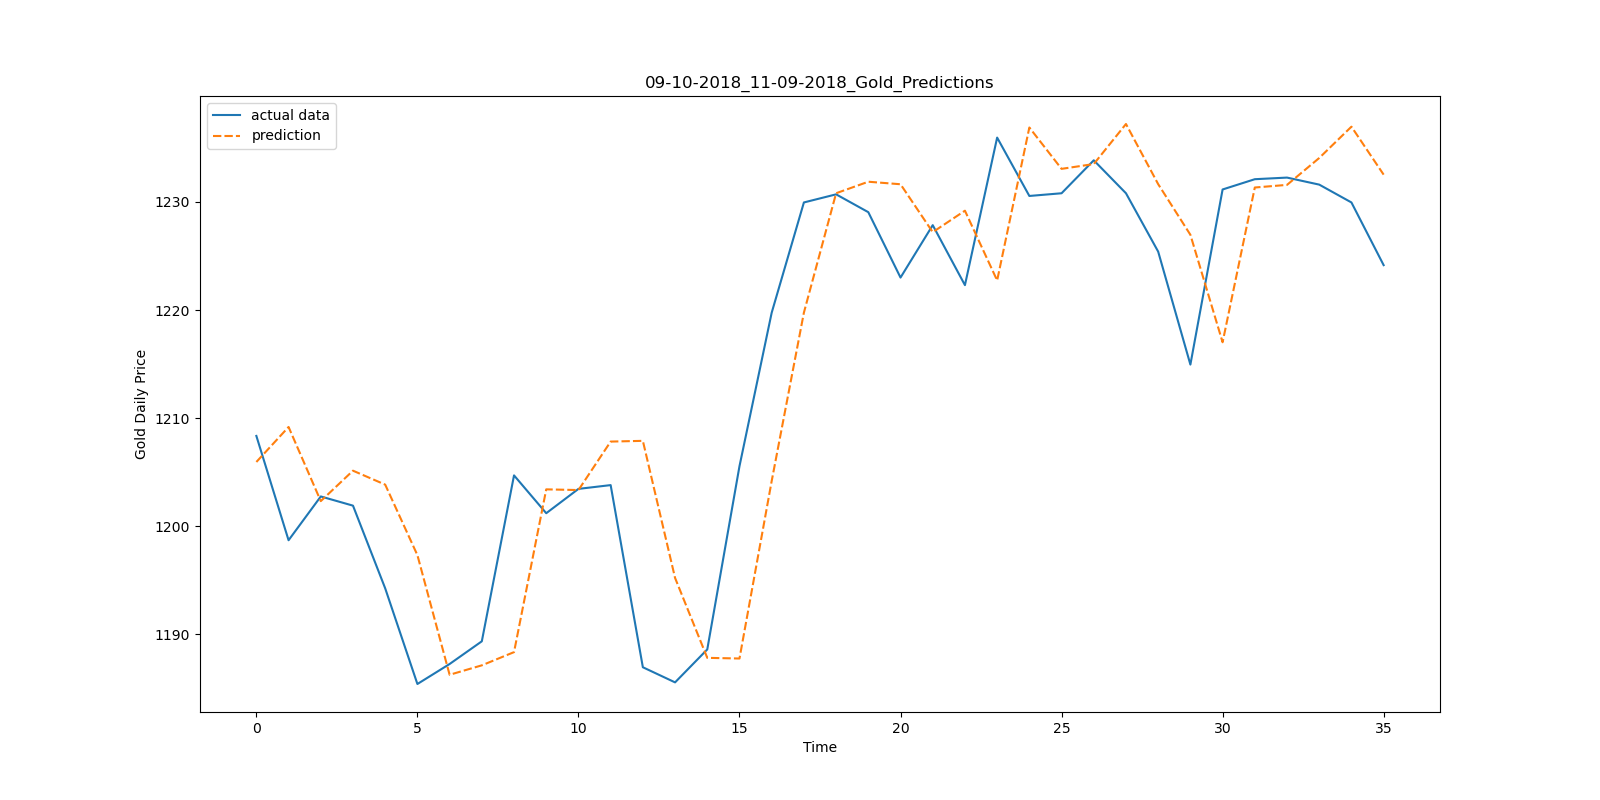 09-10-2018_11-09-2018_Gold_Predictions
actual data
prediction
Gold Daily Price
1230
1220
1210
1200
1190
0 5 10 15 20 25 30 35
Time